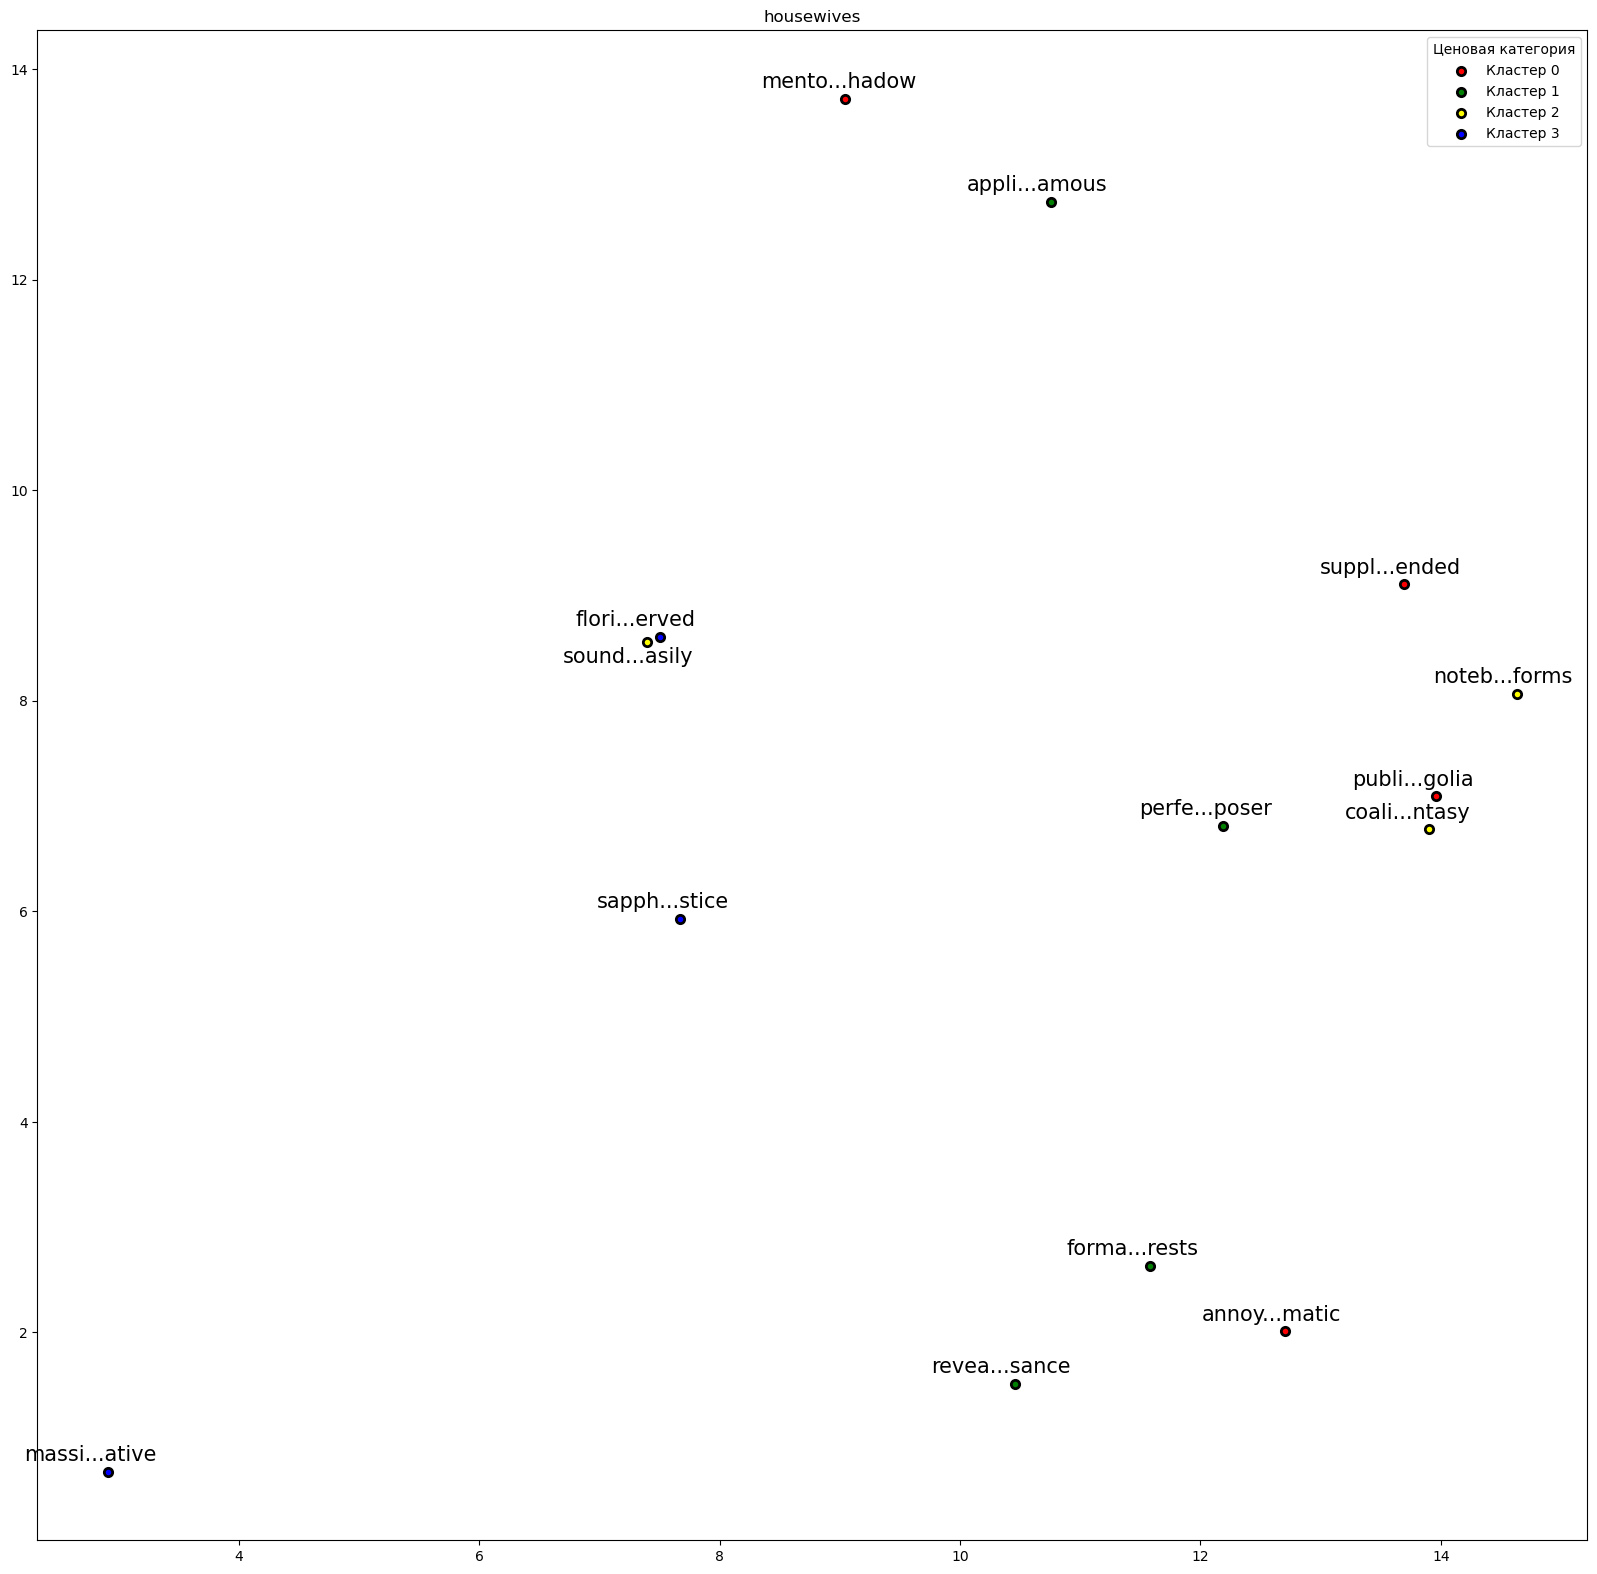 housewives
14
Ценовая категория
Кластер 0
Кластер 1
Кластер 2
Кластер 3
mento...hadow
appli...amous
12
10
suppl...ended
flori...erved
sound...asily
noteb...forms
8
publi...golia
perfe...poser
coali...ntasy
sapph...stice
6
4
forma...rests
annoy...matic
2
revea...sance
massi...ative
4 6 8 10 12 14